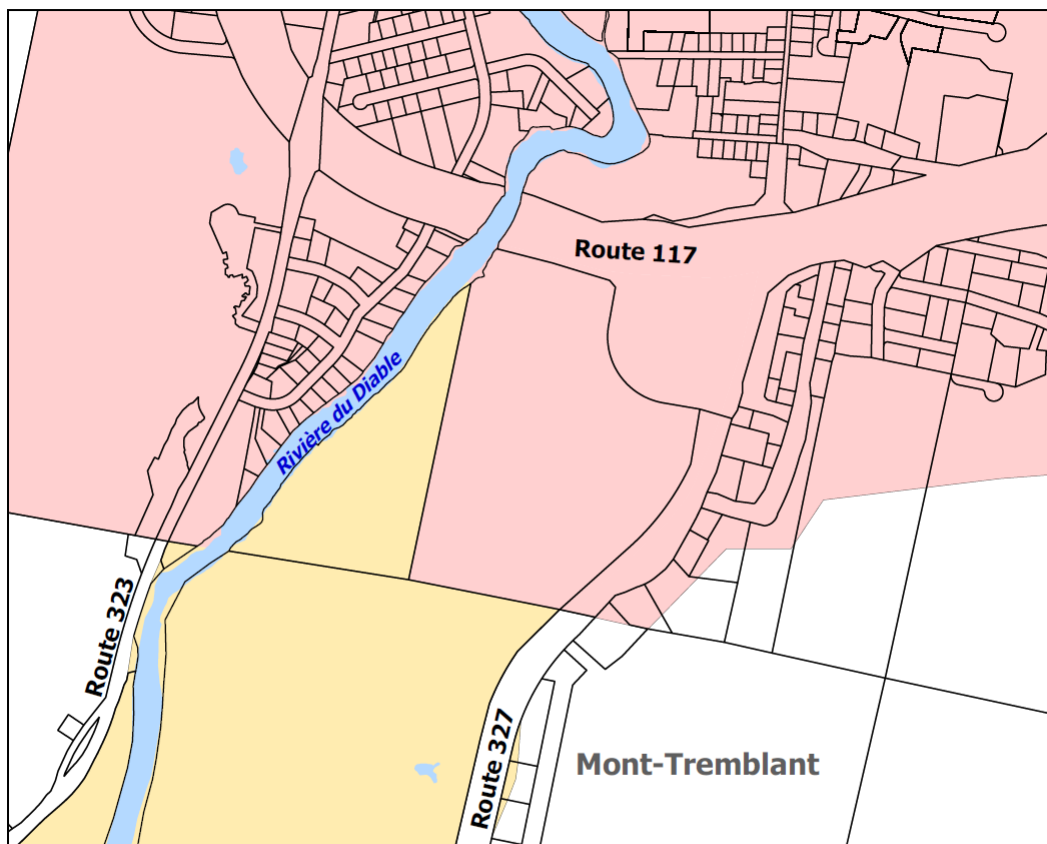 Route 117
Rivière du Diable
Route 323
Route 327
Mont-Tremblant